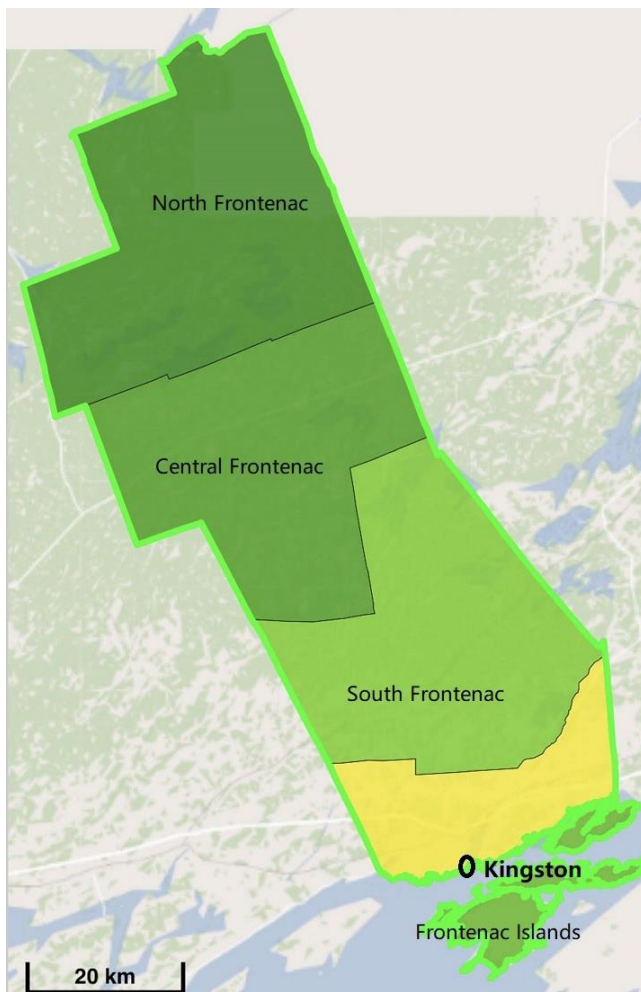 North Frontenac
Central Frontenac
South Frontenac
Kingston
Frontenac Islands
20 km